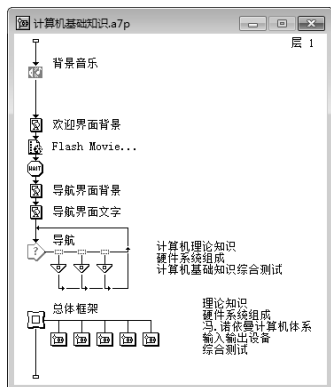 计算机基础知识.a7p
层 1
背景音乐
欢迎界面背景
Flash Movie...
WAIT
导航界面背景
导航界面文字
导航
?
计算机理论知识
硬件系统组成
计算机基础知识综合测试
总体框架
理论知识
硬件系统组成
冯.诺依曼计算机体系
输入输出设备
综合测试